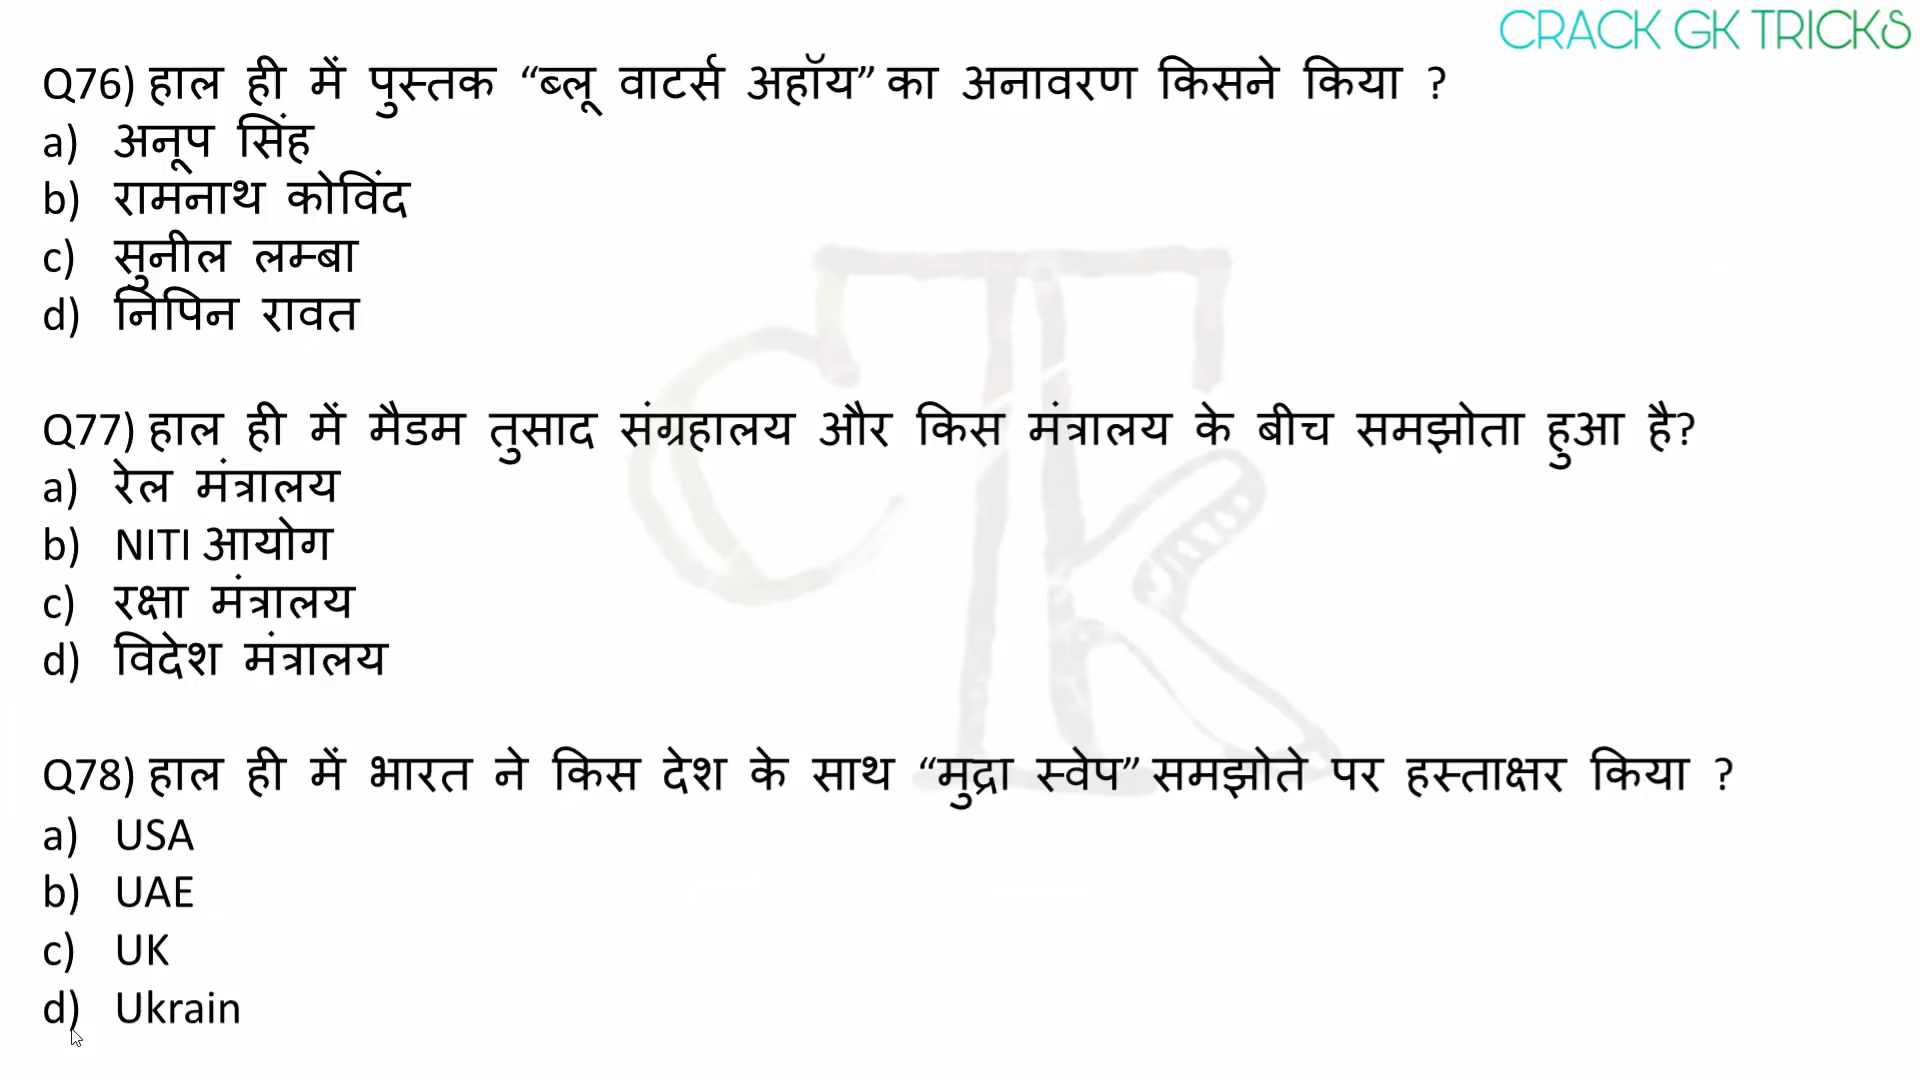 CRACK GK TRICKS
Q76) हाल ही में पुस्तक “ब्लू वाटर्स अहॉय” का अनावरण किसने किया ?
a) अनूप सिंह
b) रामनाथ कोविंद
c) सुनील लम्बा
d) निपिन रावत
Q77) हाल ही में मैडम तुसाद संग्रहालय और किस मंत्रालय के बीच समझोता हुआ है?
a) रेल मंत्रालय
b) NITI आयोग
c) रक्षा मंत्रालय
d) विदेश मंत्रालय
Q78) हाल ही में भारत ने किस देश के साथ “मुद्रा स्वेप” समझोते पर हस्ताक्षर किया ?
a) USA
b) UAE
c) UK
d) Ukrain